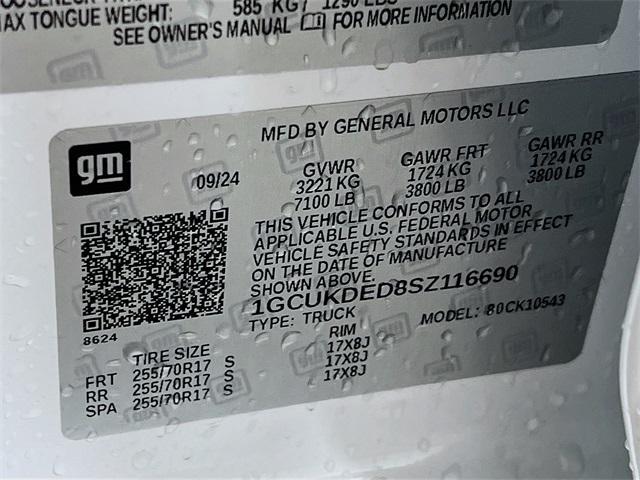 MAX TONGUE WEIGHT: 585 KG / 1290 LBS
SEE OWNER'S MANUAL FOR MORE INFORMATION
MFD BY GENERAL MOTORS LLC
gm
09/24
GVWR GAWR FRT GAWR RR
3221 KG 1724 KG 1724 KG
7100 LB 3800 LB 3800 LB
THIS VEHICLE CONFORMS TO ALL
APPLICABLE U.S. FEDERAL MOTOR
VEHICLE SAFETY STANDARDS IN EFFECT
ON THE DATE OF MANUFACTURE
SHOWN ABOVE.
1GCUKDED8SZ116690
TYPE: TRUCK MODEL: 80CK10543
8624
TIRE SIZE RIM
FRT 255/70R17 S 17X8J
RR 255/70R17 S 17X8J
SPA 255/70R17 S 17X8J